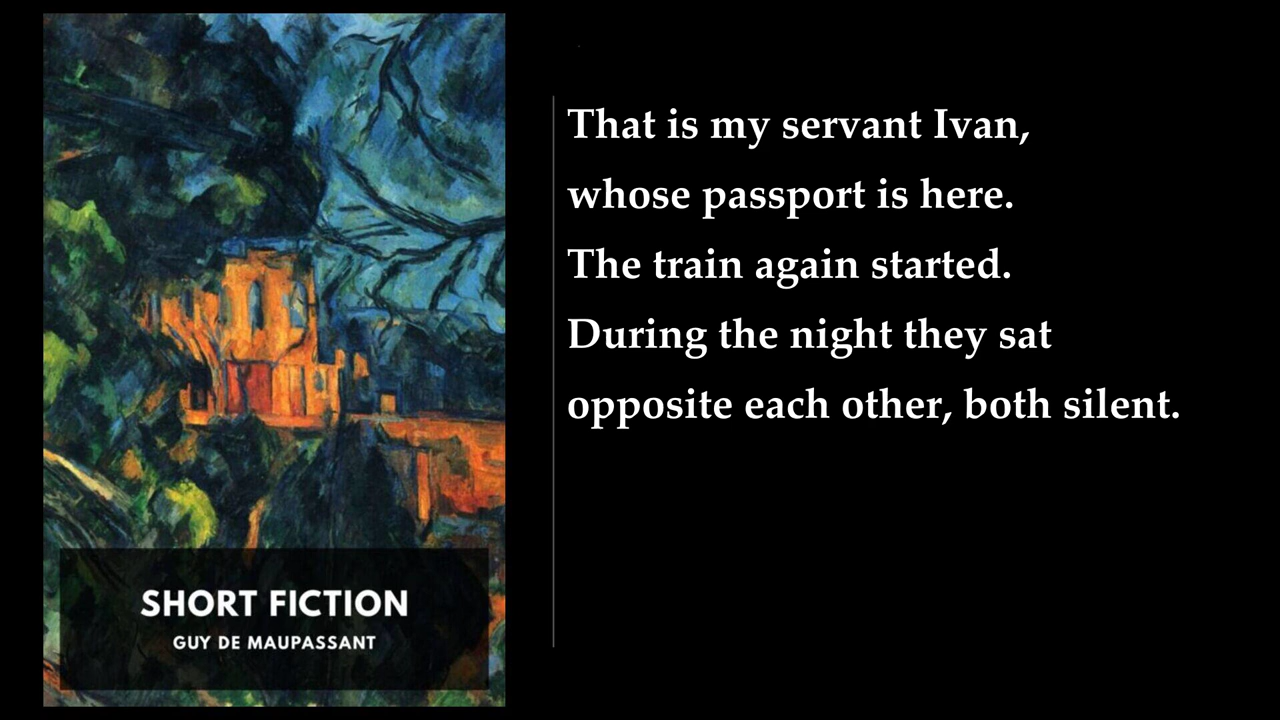 SHORT FICTION
GUY DE MAUPASSANT
That is my servant Ivan,
whose passport is here.
The train again started.
During the night they sat
opposite each other, both silent.